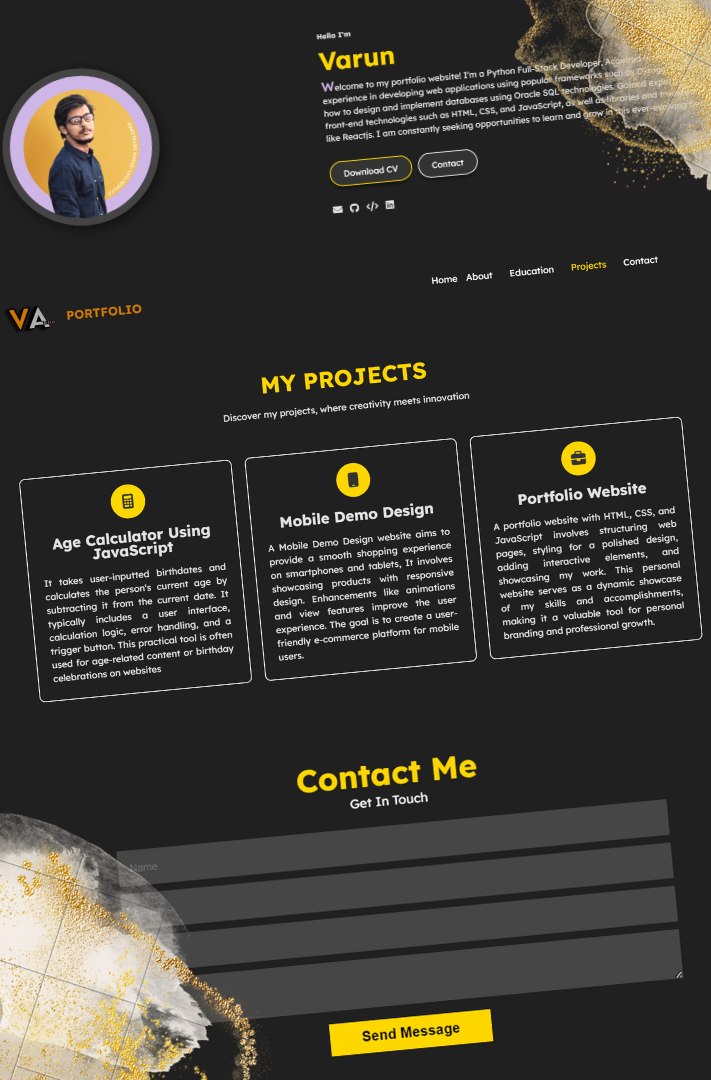 Hello I'm
Varun
Welcome to my portfolio website! I'm a Python Full-Stack Developer, Acquired
experience in developing web applications using popular frameworks such as
how to design and implement databases using Oracle SQL technologies. Gained
front-end technologies such as HTML, CSS, and JavaScript, as well as libraries and
like Reactjs. I am constantly seeking opportunities to learn and grow in this ever-evolving
Download CV
Contact
Home
About
Education
Projects
Contact
VA
PORTFOLIO
MY PROJECTS
Discover my projects, where creativity meets innovation
Age Calculator Using
JavaScript
It takes user-inputted birthdates and
calculates the person's current age by
subtracting it from the current date. It
typically includes a user interface,
calculation logic, error handling, and a
trigger button. This practical tool is often
used for age-related content or birthday
celebrations on websites
Mobile Demo Design
A Mobile Demo Design website aims to
provide a smooth shopping experience
on smartphones and tablets, It involves
showcasing products with responsive
design. Enhancements like animations
and view features improve the user
experience. The goal is to create a user-
friendly e-commerce platform for mobile
users.
Portfolio Website
A portfolio website with HTML, CSS, and
JavaScript involves structuring web
pages, styling for a polished design,
adding interactive elements, and
showcasing my work. This personal
website serves as a dynamic showcase
of my skills and accomplishments,
making it a valuable tool for personal
branding and professional growth.
Contact Me
Get In Touch
Name
Send Message